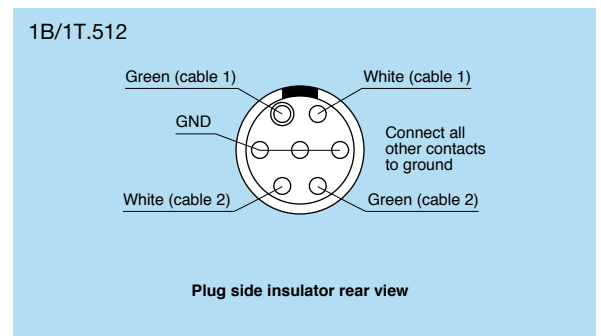 1B/1T.512
Green (cable 1)
White (cable 1)
GND
Connect all
other contacts
to ground
White (cable 2)
Green (cable 2)
Plug side insulator rear view